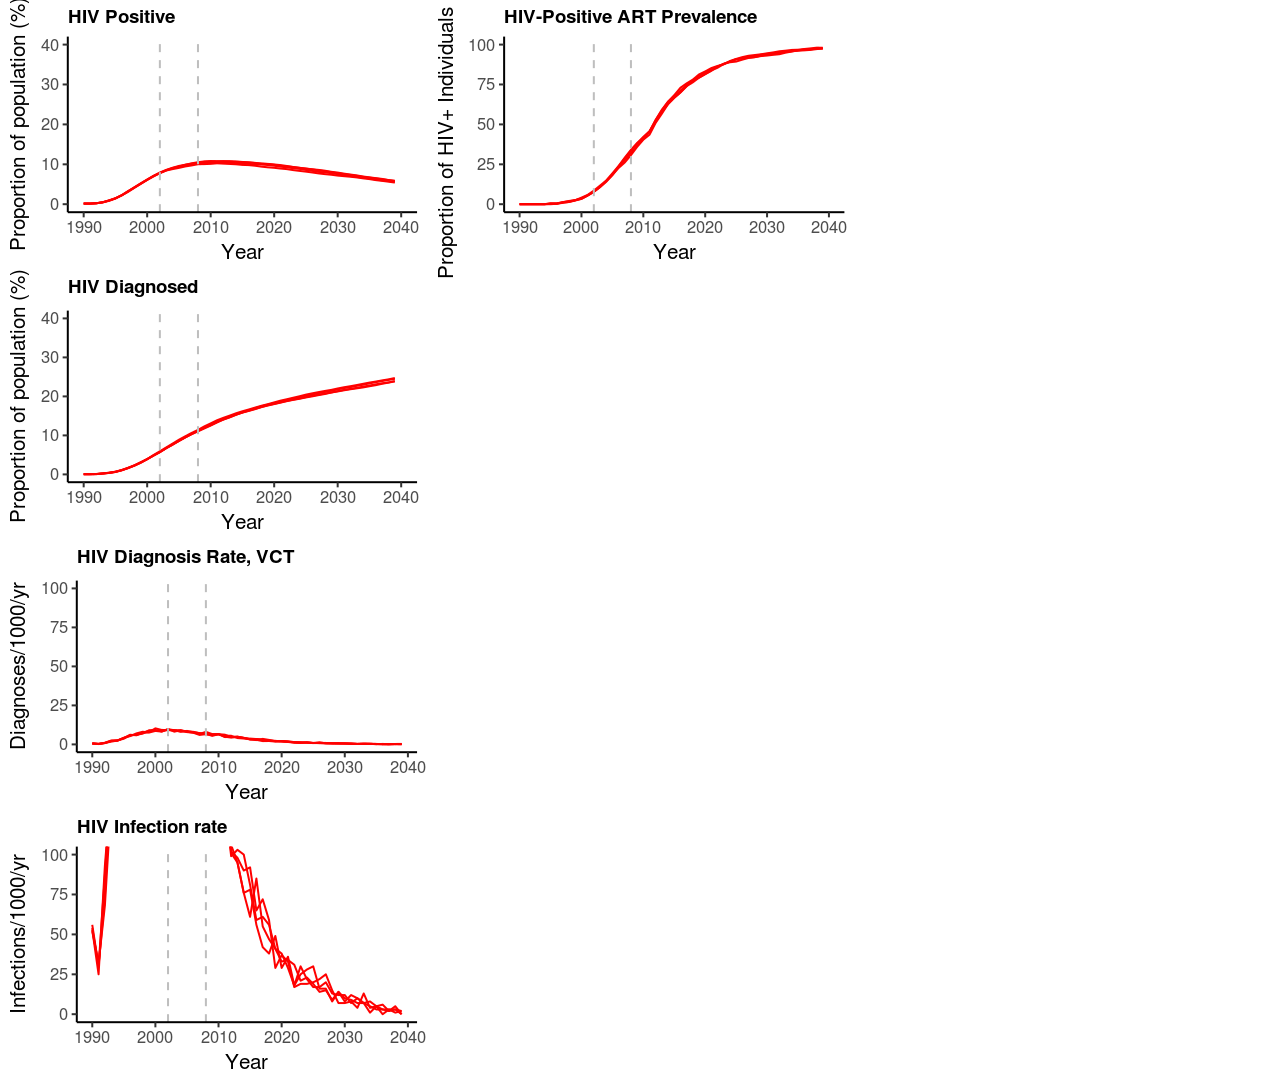 HIV Positive
Proportion of population (%)
40
30
20
10
0
1990 2000 2010 2020 2030 2040
Year
HIV-Positive ART Prevalence
Proportion of HIV+ Individuals
100
75
50
25
0
1990 2000 2010 2020 2030 2040
Year
HIV Diagnosed
Proportion of population (%)
40
30
20
10
0
1990 2000 2010 2020 2030 2040
Year
HIV Diagnosis Rate, VCT
Diagnoses/1000/yr
100
75
50
25
0
1990 2000 2010 2020 2030 2040
Year
HIV Infection rate
Infections/1000/yr
100
75
50
25
0
1990 2000 2010 2020 2030 2040
Year